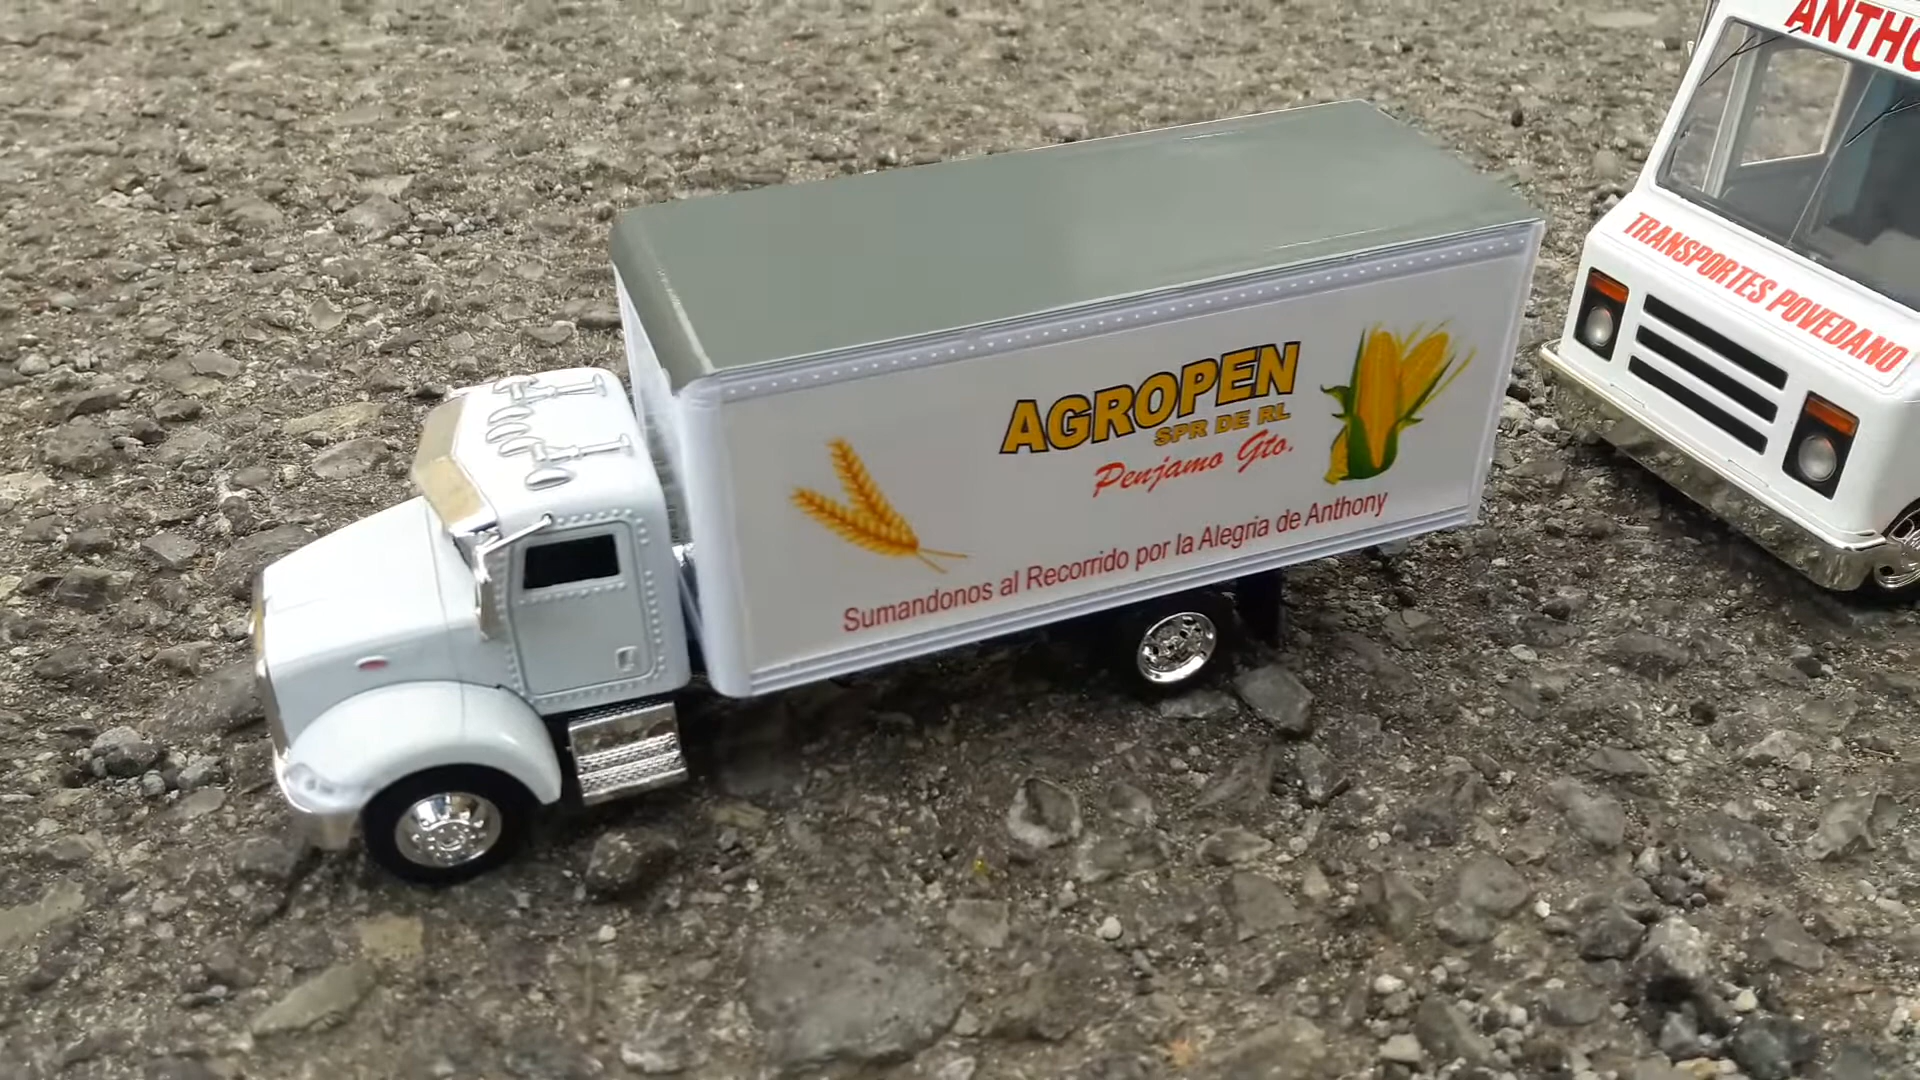 AGROPEN
SPR DE RL
Penjamo Gto.
Sumandonos al Recorrido por la Alegria de Anthony
ANTHO
TRANSPORTES POVEDANO